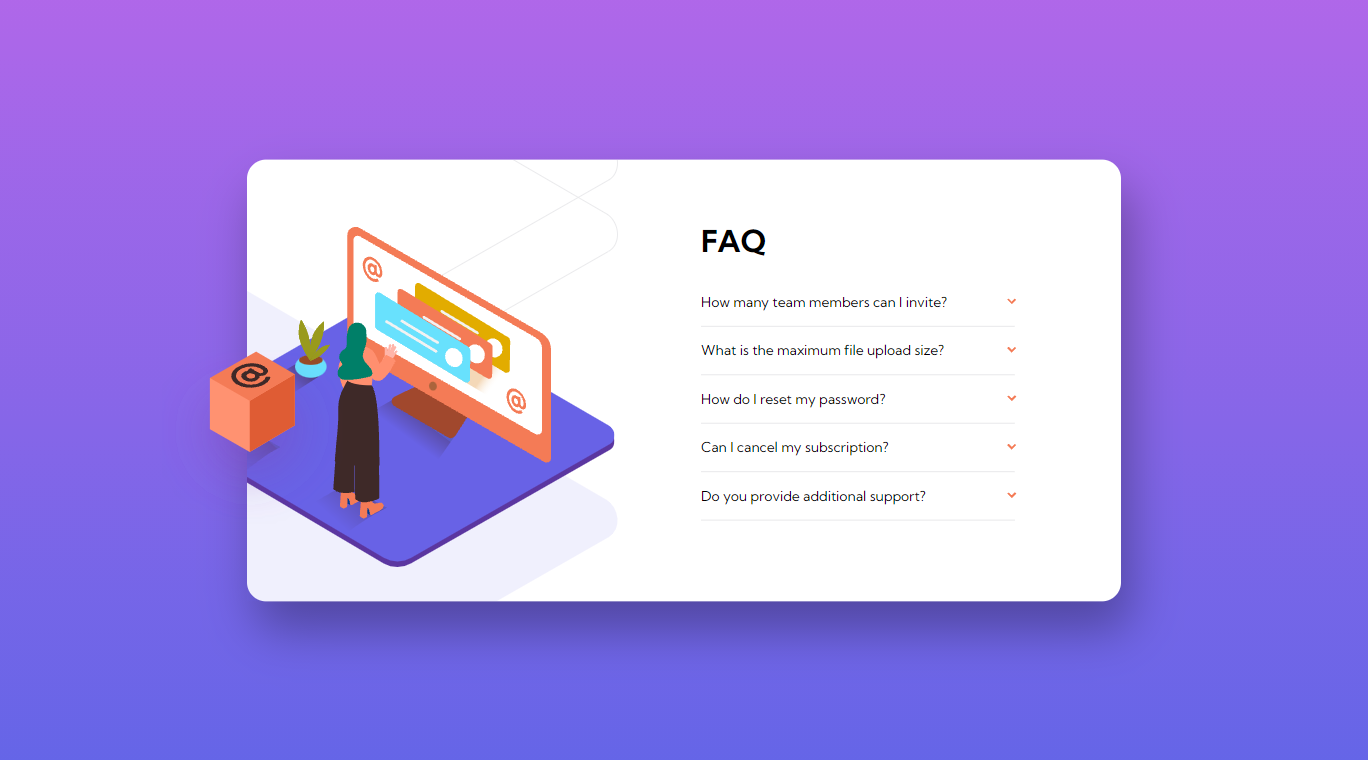 FAQ
How many team members can I invite?
What is the maximum file upload size?
How do I reset my password?
Can I cancel my subscription?
Do you provide additional support?
@
@
@